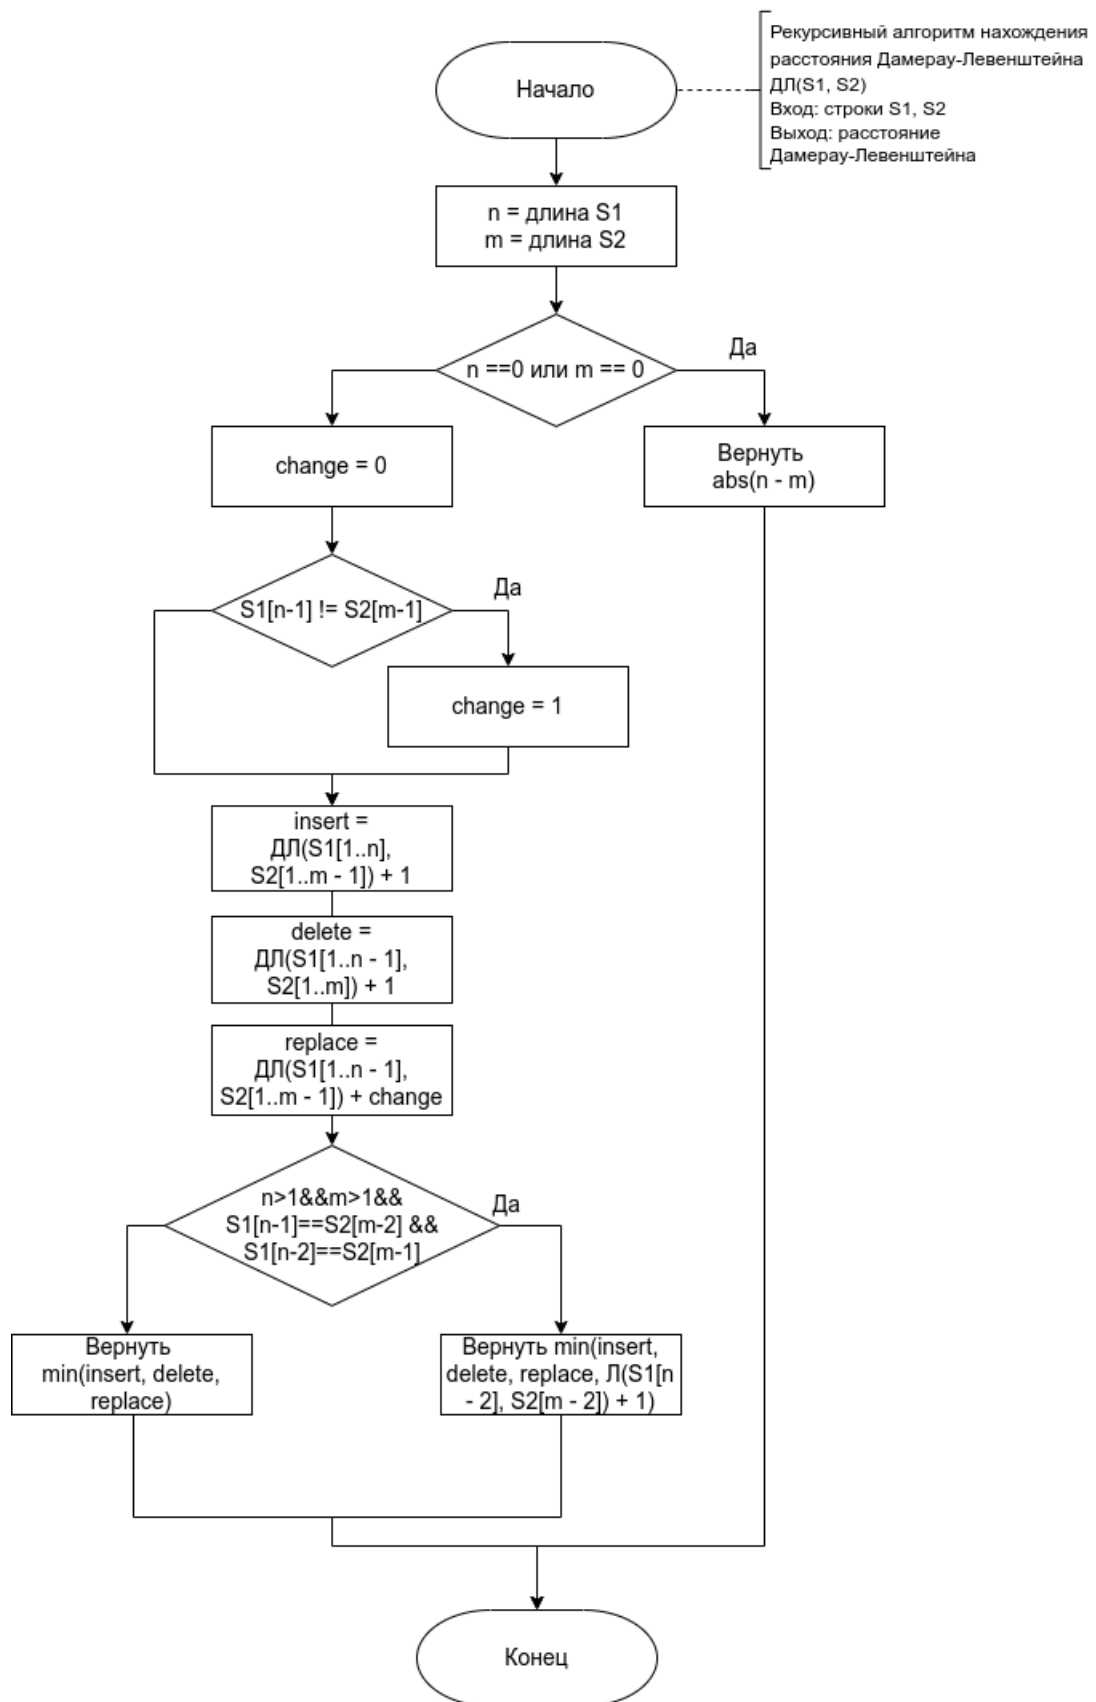 Рекурсивный алгоритм нахождения
расстояния Дамерау-Левенштейна
ДЛ(S1, S2)
Вход: строки S1, S2
Выход: расстояние
Дамерау-Левенштейна
Начало
n = длина S1
m = длина S2
n ==0 или m == 0
Да
change = 0
Вернуть
abs(n - m)
S1[n-1] != S2[m-1]
Да
change = 1
insert =
ДЛ(S1[1..n],
S2[1..m - 1]) + 1
delete =
ДЛ(S1[1..n - 1],
S2[1..m]) + 1
replace =
ДЛ(S1[1..n - 1],
S2[1..m - 1]) + change
n>1&&m>1&&
S1[n-1]==S2[m-2] &&
S1[n-2]==S2[m-1]
Да
Вернуть
min(insert, delete,
replace)
Вернуть min(insert,
delete, replace, Л(S1[n
- 2], S2[m - 2]) + 1)
Конец